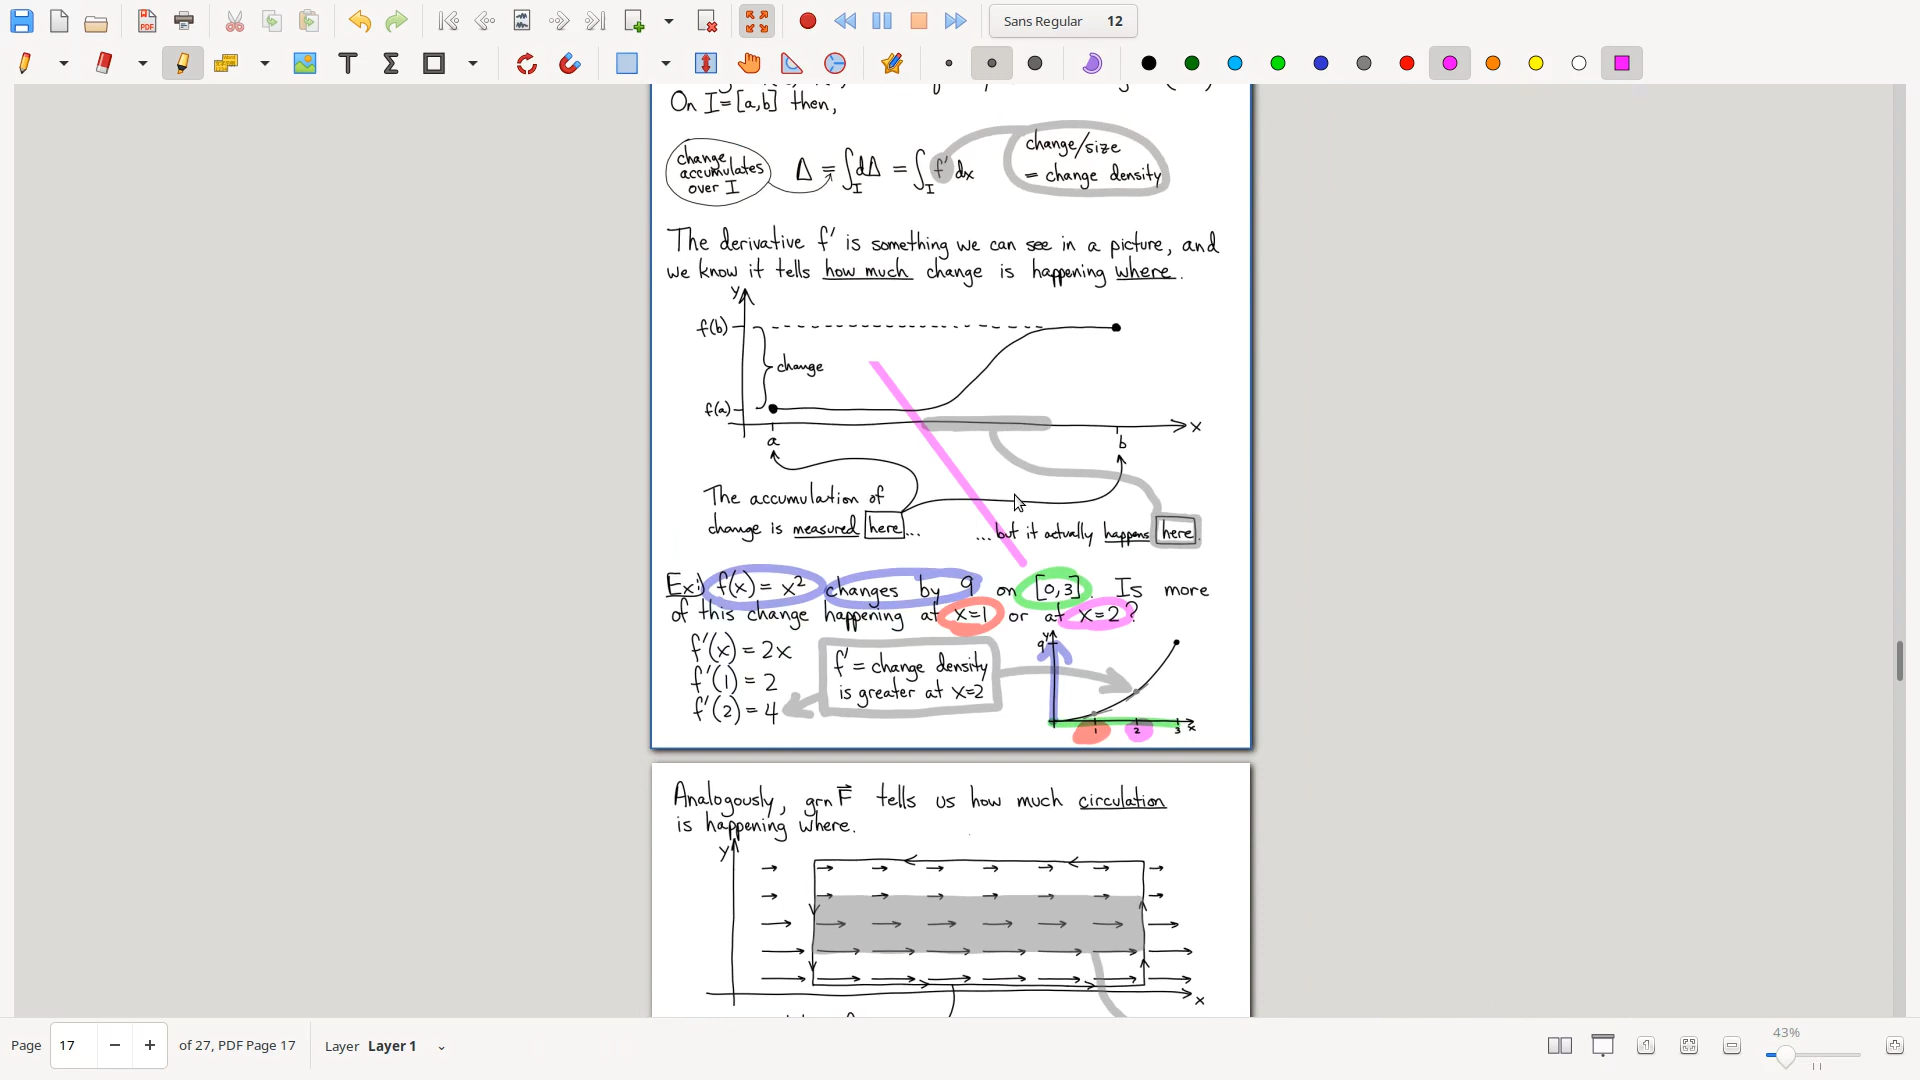 Sans Regular 12
On I=[a,b] then,
change accumulates over I
Δ = ∫_I dΔ = ∫_I f' dx
change/size
= change density
The derivative f' is something we can see in a picture, and
we know it tells how much change is happening where.
y
f(b)
change
f(a)
x
a
b
The accumulation of
change is measured here...
...but it actually happens here.
Ex: f(x) = x² changes by 9 on [0,3]. Is more
of this change happening at x=1 or at x=2?
f'(x) = 2x
f'(1) = 2
f'(2) = 4
f' = change density
is greater at x=2
y
9
1 2 3 x
Analogously, grn F⃗ tells us how much circulation
is happening where.
y
x
Page 17 of 27, PDF Page 17
Layer Layer 1
43%